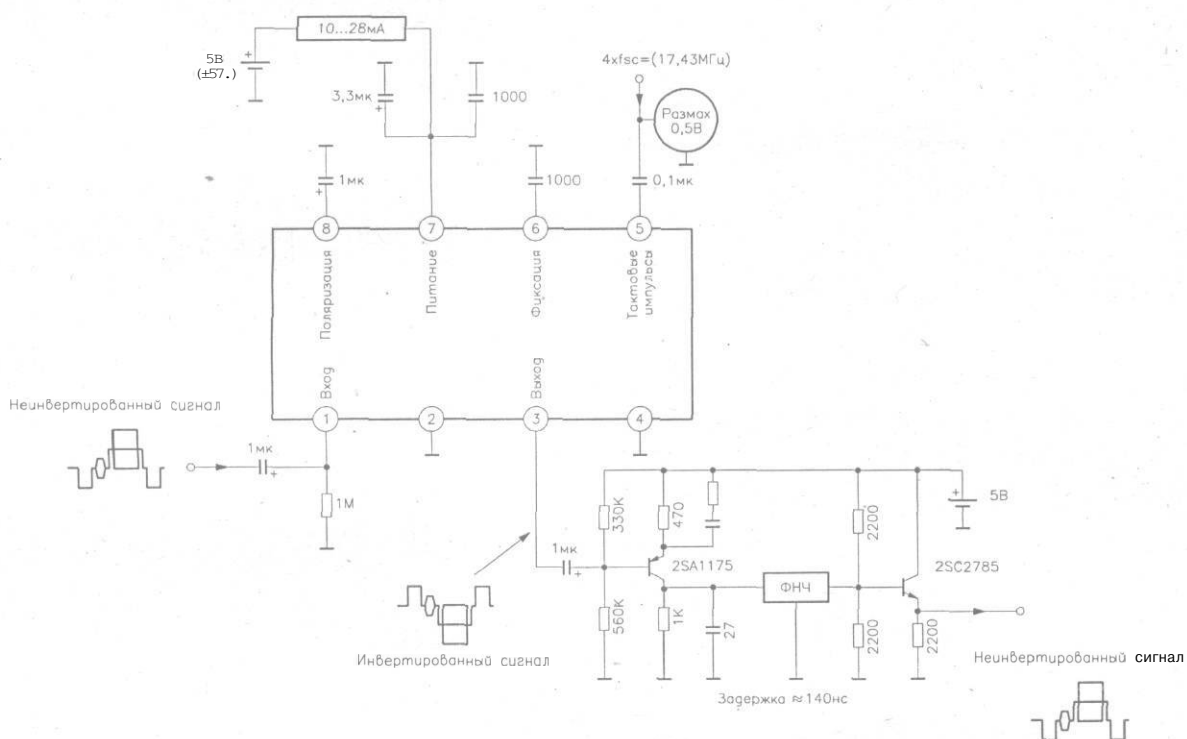 10...28мА
5В
(±57.)
3,3мк
1000
4xfsc=(17,43МГц)
Размах
0,5В
1мк
1000
0,1мк
8
7
6
5
Поляризация
Питание
Фиксация
Тактовые
импульсы
Вход
Выход
1
2
3
4
Неинвертированный сигнал
1мк
1М
330К
470
2200
5В
1мк
2SA1175
ФНЧ
2SC2785
560К
1К
27
2200
2200
Инвертированный сигнал
Задержка ≈140нс
Неинвертированный сигнал